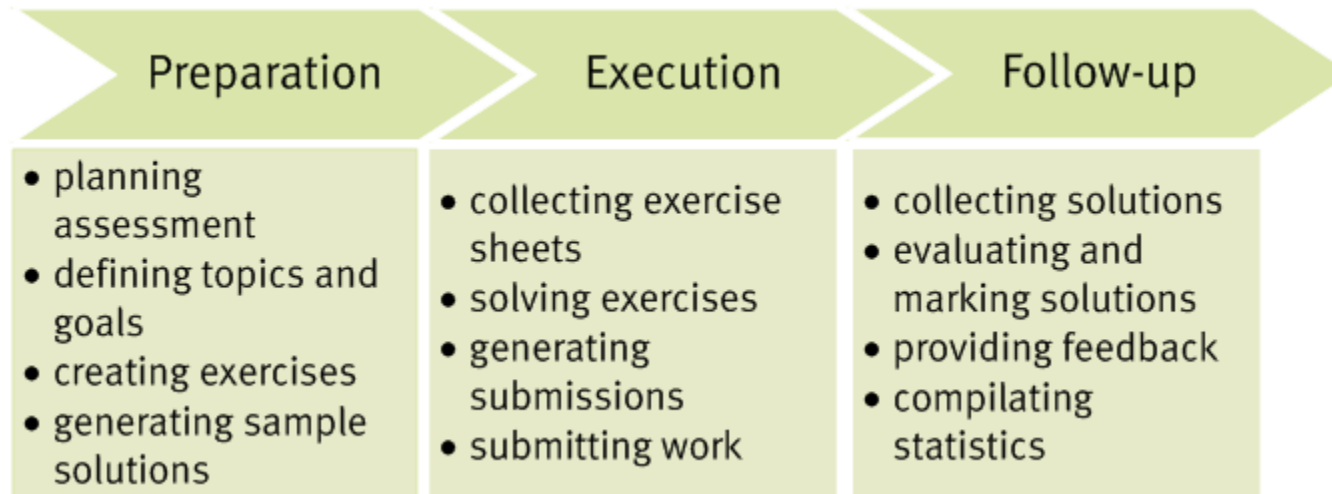 Preparation
Execution
Follow-up
• planning
assessment
• defining topics and
goals
• creating exercises
• generating sample
solutions
• collecting exercise
sheets
• solving exercises
• generating
submissions
• submitting work
• collecting solutions
• evaluating and
marking solutions
• providing feedback
• compilating
statistics